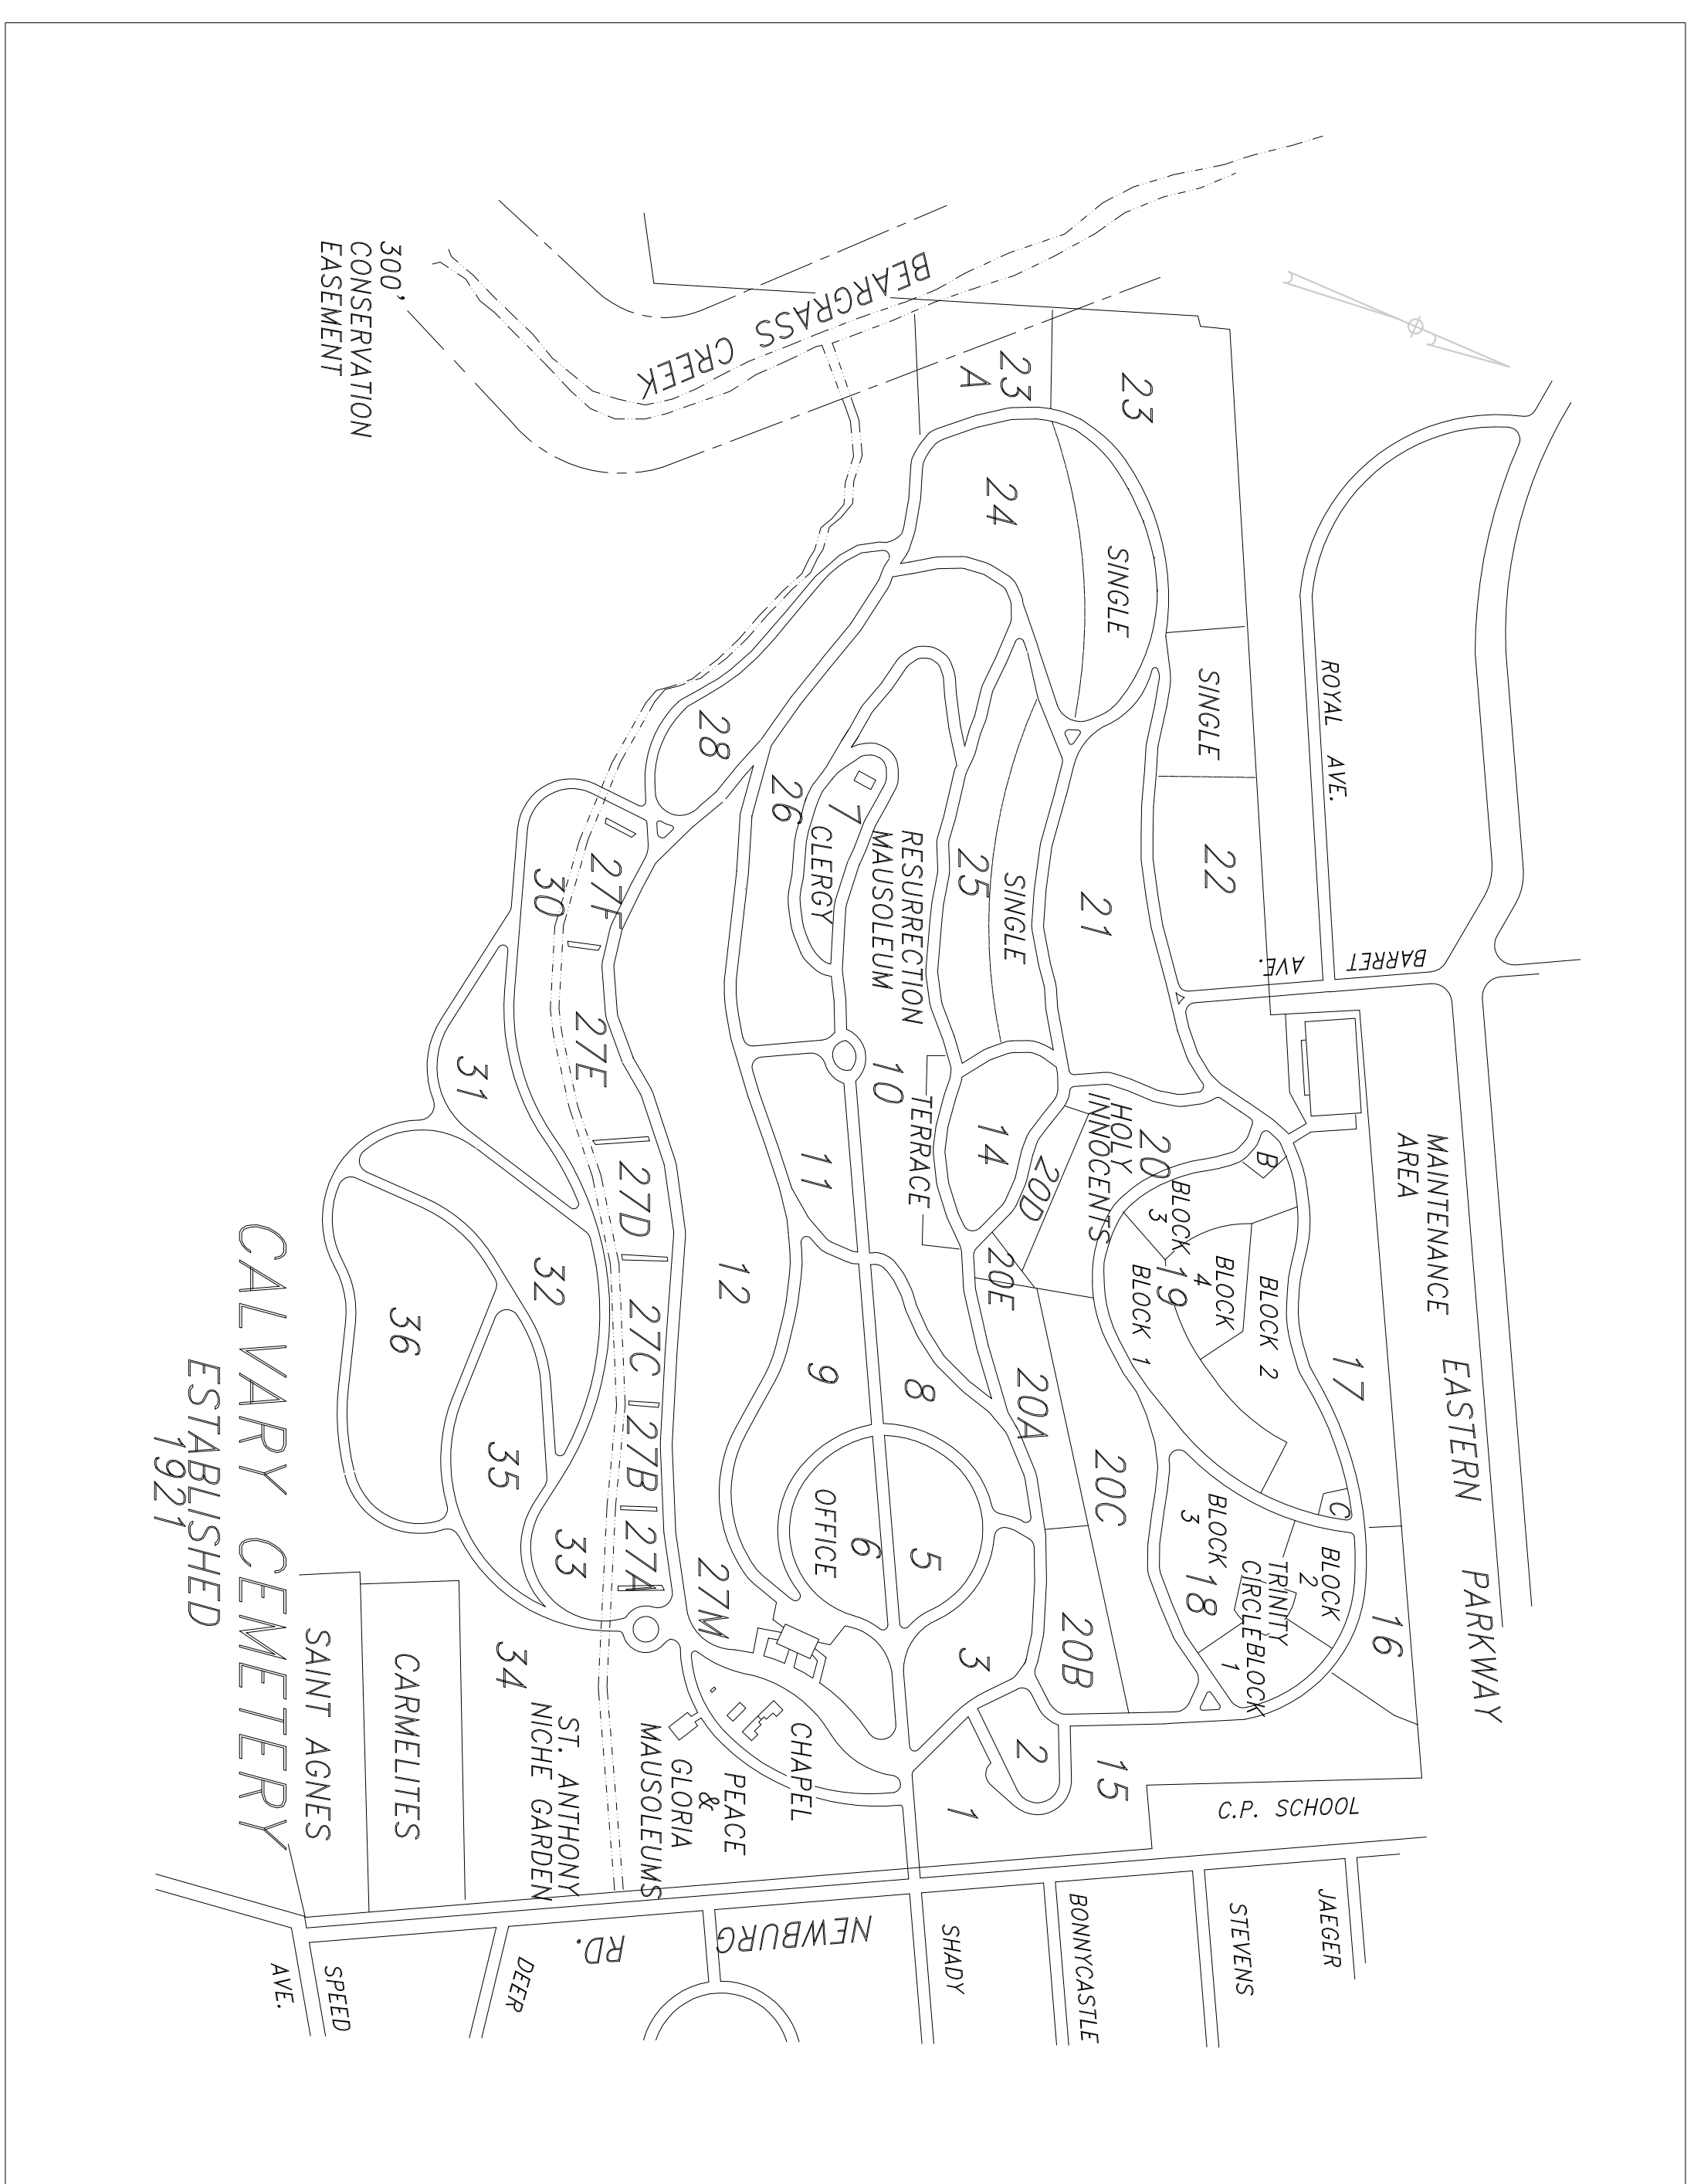 BEARGRASS CREEK
300'
CONSERVATION
EASEMENT
23
23
A
24
SINGLE
SINGLE
22
21
25
SINGLE
ROYAL AVE.
BARRET
AVE.
28
26
7
CLERGY
RESURRECTION
MAUSOLEUM
10
TERRACE
14
11
12
9
8
OFFICE
6
5
3
2
1
15
27F
27E
27D
27C
27B
27A
27M
30
31
32
33
34
35
36
20
HOLY
INNOCENTS
20D
20E
20A
20C
20B
B
BLOCK
3
19
BLOCK
4
BLOCK 2
BLOCK 1
17
C
BLOCK
3
18
BLOCK
2
TRINITY
CIRCLE
BLOCK
1
16
MAINTENANCE
AREA
EASTERN PARKWAY
C.P. SCHOOL
CHAPEL
PEACE
&
GLORIA
MAUSOLEUMS
ST. ANTHONY
NICHE GARDEN
CARMELITES
SAINT AGNES
CALVARY CEMETERY
ESTABLISHED
1921
NEWBURG
RD.
JAEGER
STEVENS
BONNYCASTLE
SHADY
DEER
SPEED
AVE.